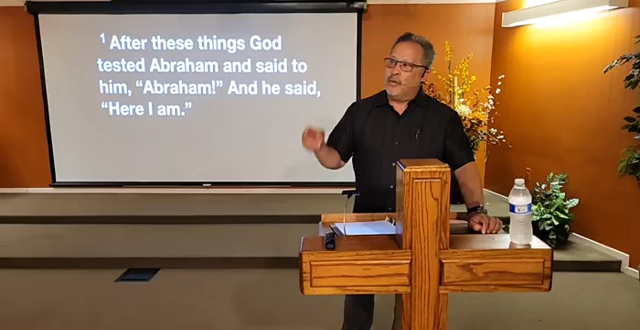 ¹ After these things God
tested Abraham and said to
him, “Abraham!” And he said,
“Here I am.”